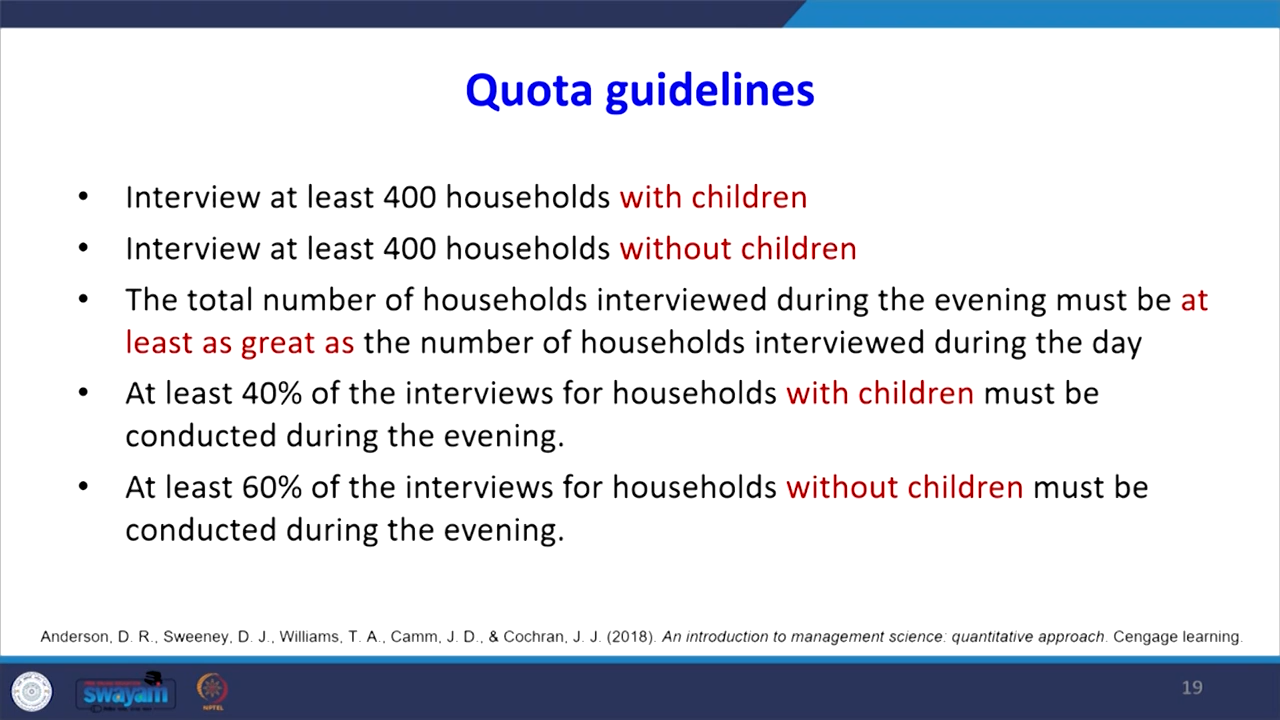 Quota guidelines
• Interview at least 400 households with children
• Interview at least 400 households without children
• The total number of households interviewed during the evening must be at
least as great as the number of households interviewed during the day
• At least 40% of the interviews for households with children must be
conducted during the evening.
• At least 60% of the interviews for households without children must be
conducted during the evening.
Anderson, D. R., Sweeney, D. J., Williams, T. A., Camm, J. D., & Cochran, J. J. (2018). An introduction to management science: quantitative approach. Cengage learning.
swayam
NPTEL
19